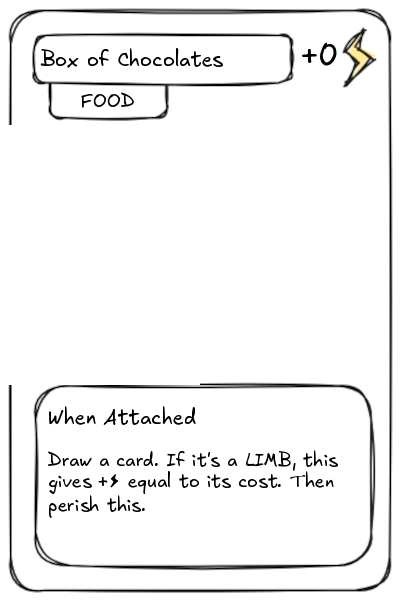 Box of Chocolates +0
FOOD
When Attached
Draw a card. If it's a LIMB, this
gives +⚡ equal to its cost. Then
perish this.